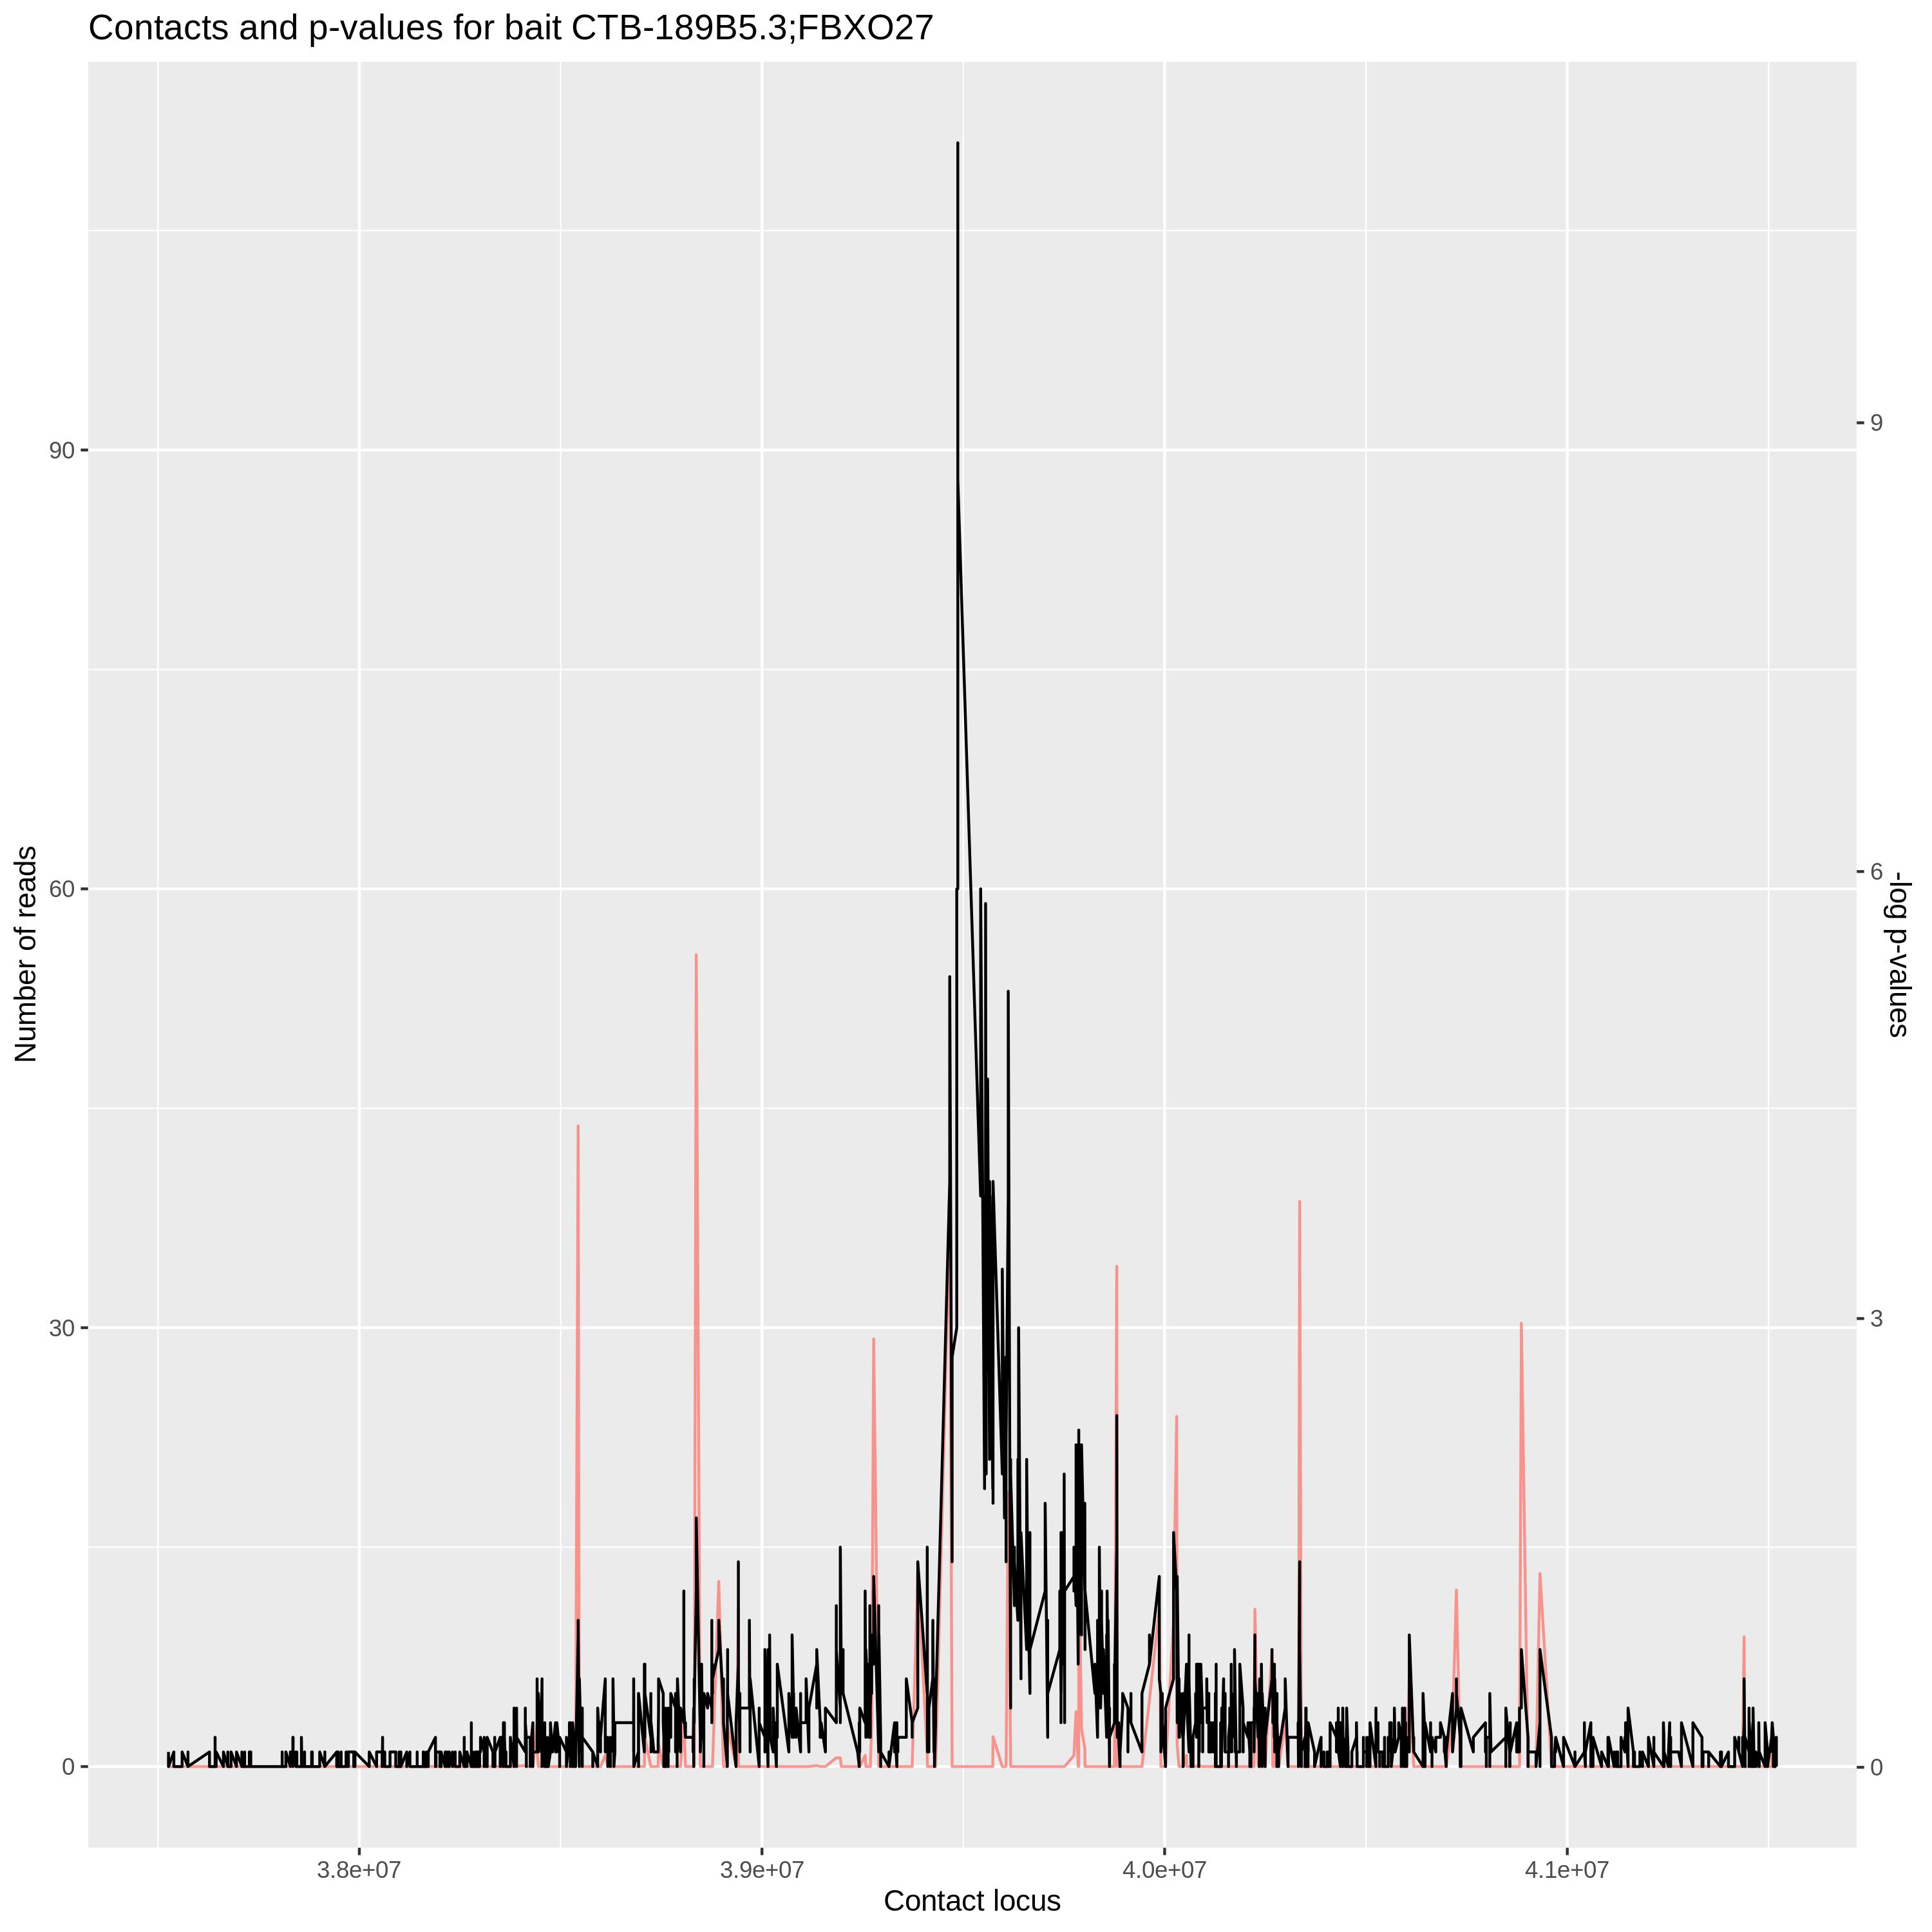 Contacts and p-values for bait CTB-189B5.3;FBXO27
90
60
30
0
9
6
3
0
Number of reads
-log p-values
3.8e+07
3.9e+07
4.0e+07
4.1e+07
Contact locus